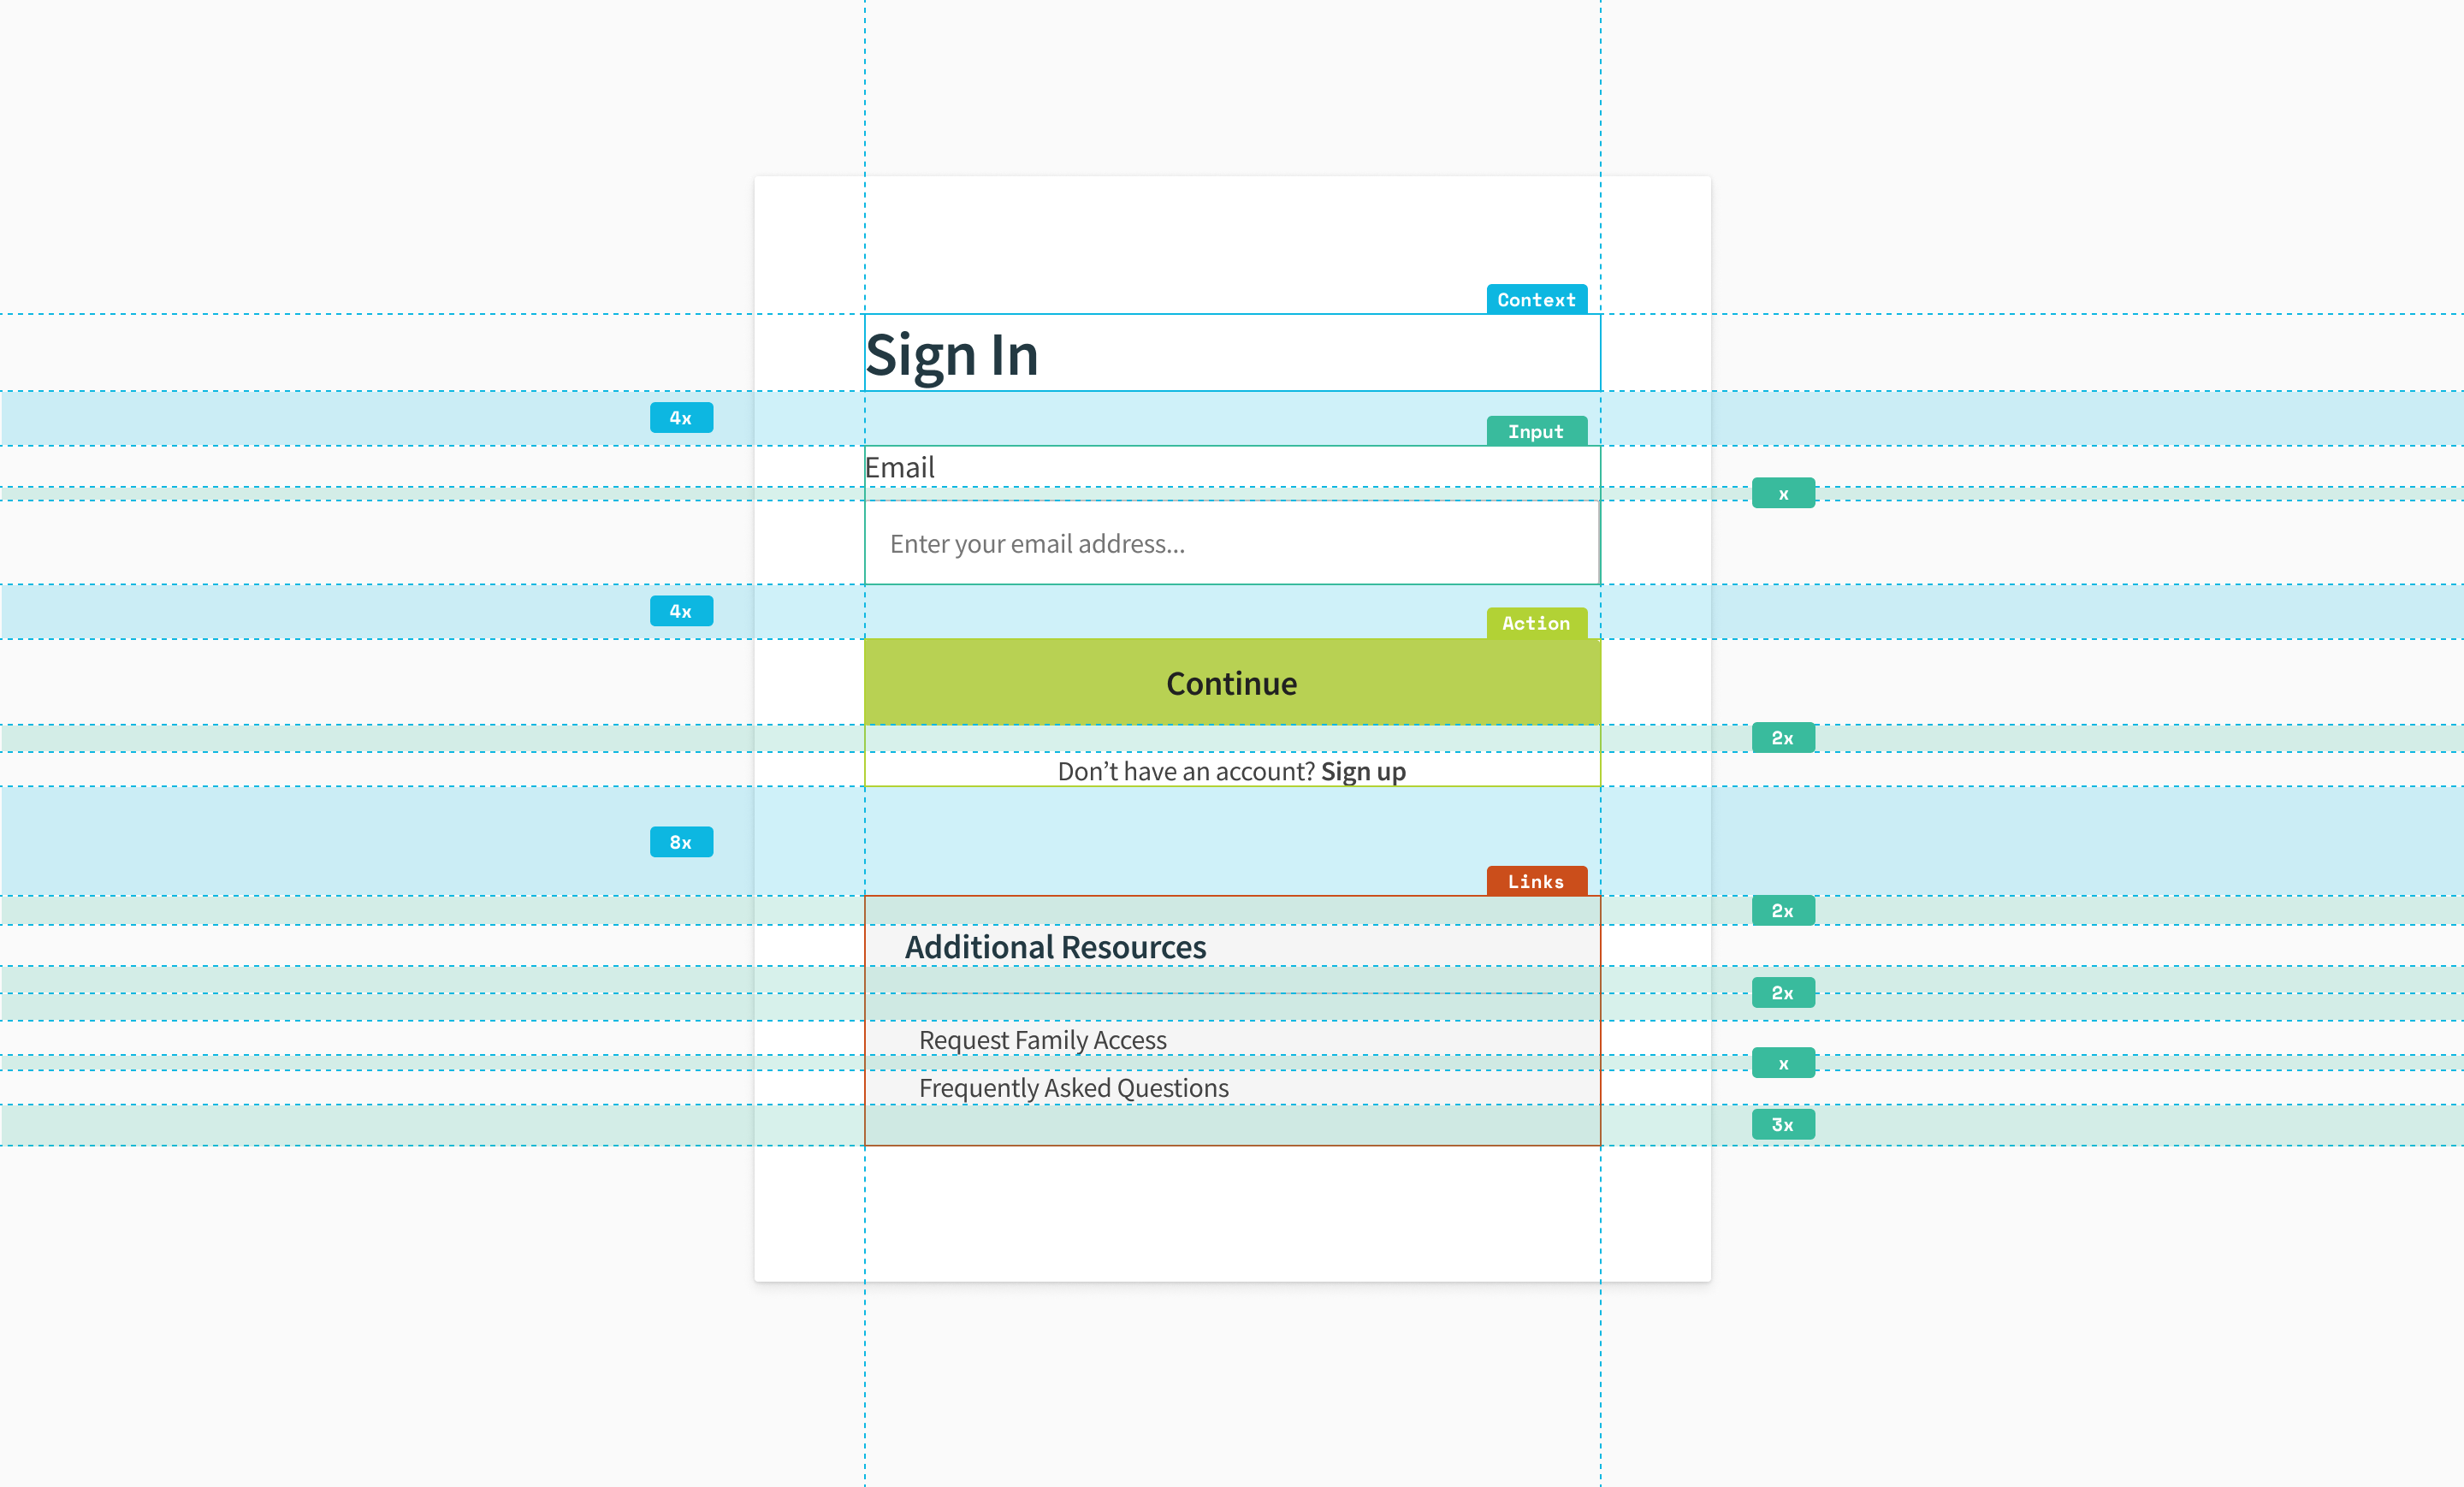 Context
Sign In
4x
Input
Email
x
Enter your email address...
4x
Action
Continue
2x
Don’t have an account? Sign up
8x
Links
2x
Additional Resources
2x
Request Family Access
x
Frequently Asked Questions
3x